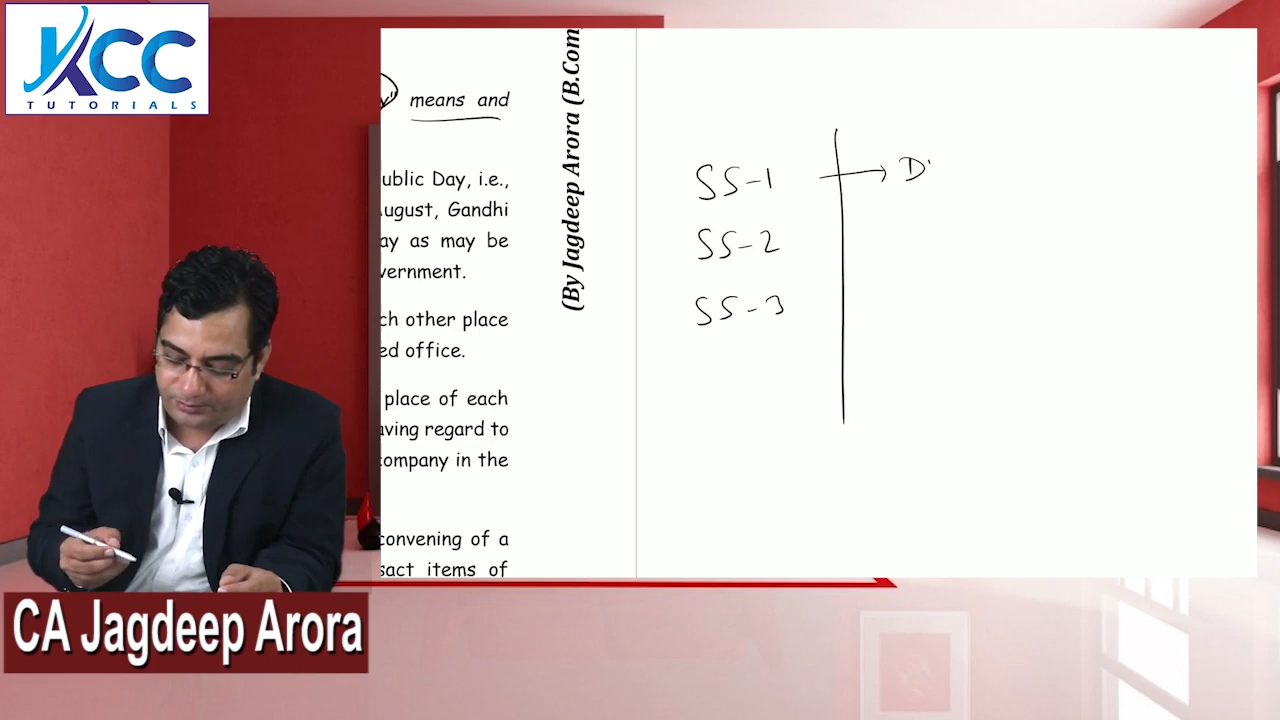 KCC
TUTORIALS
means and
ublic Day, i.e.,
ugust, Gandhi
ay as may be
vernment.
ch other place
ed office.
place of each
aving regard to
company in the
convening of a
sact items of
(By Jagdeep Arora (B.Com
SS-1 → D
SS-2
SS-3
CA Jagdeep Arora